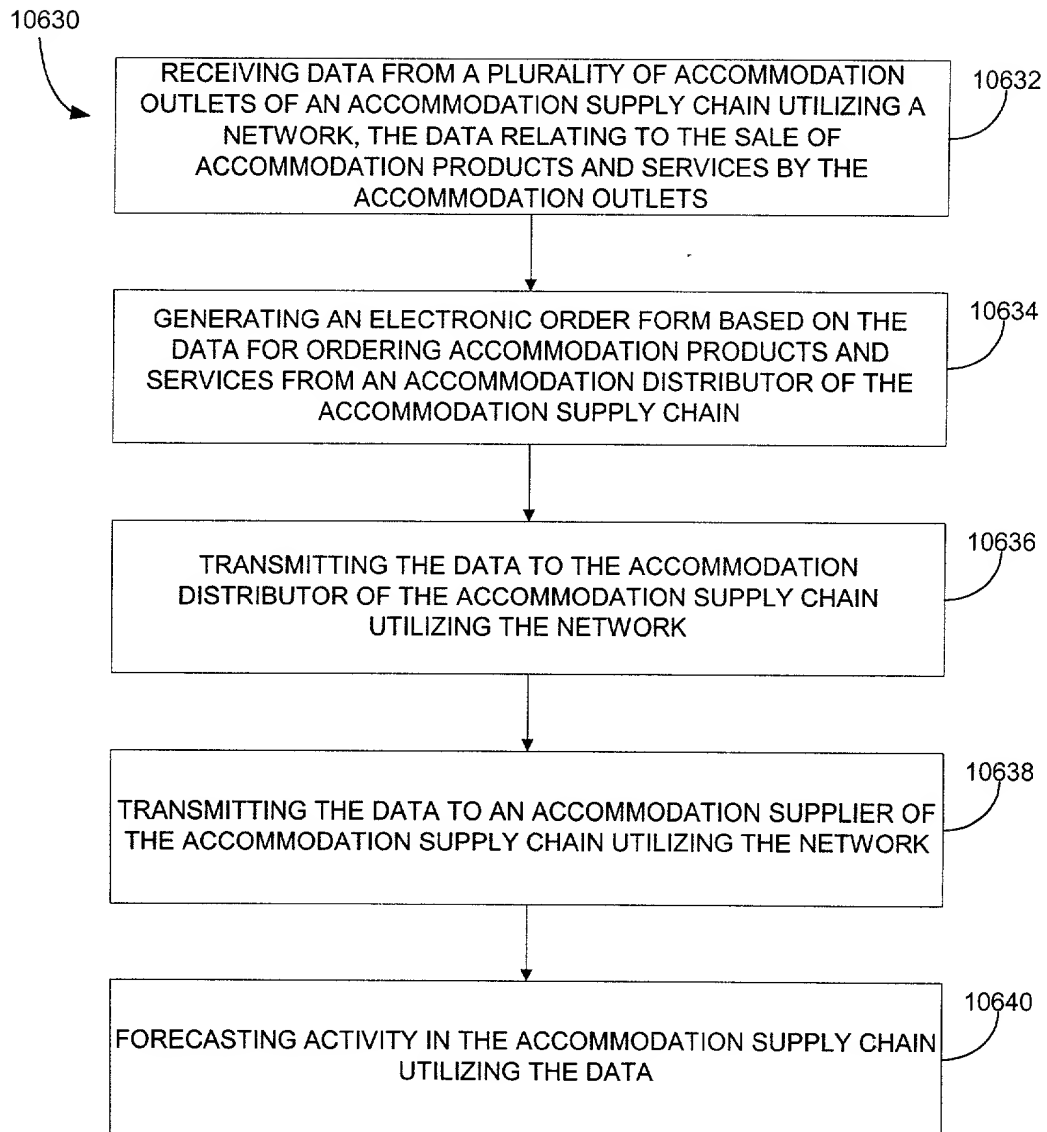 10630
RECEIVING DATA FROM A PLURALITY OF ACCOMMODATION
OUTLETS OF AN ACCOMMODATION SUPPLY CHAIN UTILIZING A
NETWORK, THE DATA RELATING TO THE SALE OF
ACCOMMODATION PRODUCTS AND SERVICES BY THE
ACCOMMODATION OUTLETS
10632
GENERATING AN ELECTRONIC ORDER FORM BASED ON THE
DATA FOR ORDERING ACCOMMODATION PRODUCTS AND
SERVICES FROM AN ACCOMMODATION DISTRIBUTOR OF THE
ACCOMMODATION SUPPLY CHAIN
10634
TRANSMITTING THE DATA TO THE ACCOMMODATION
DISTRIBUTOR OF THE ACCOMMODATION SUPPLY CHAIN
UTILIZING THE NETWORK
10636
TRANSMITTING THE DATA TO AN ACCOMMODATION SUPPLIER OF
THE ACCOMMODATION SUPPLY CHAIN UTILIZING THE NETWORK
10638
FORECASTING ACTIVITY IN THE ACCOMMODATION SUPPLY CHAIN
UTILIZING THE DATA
10640